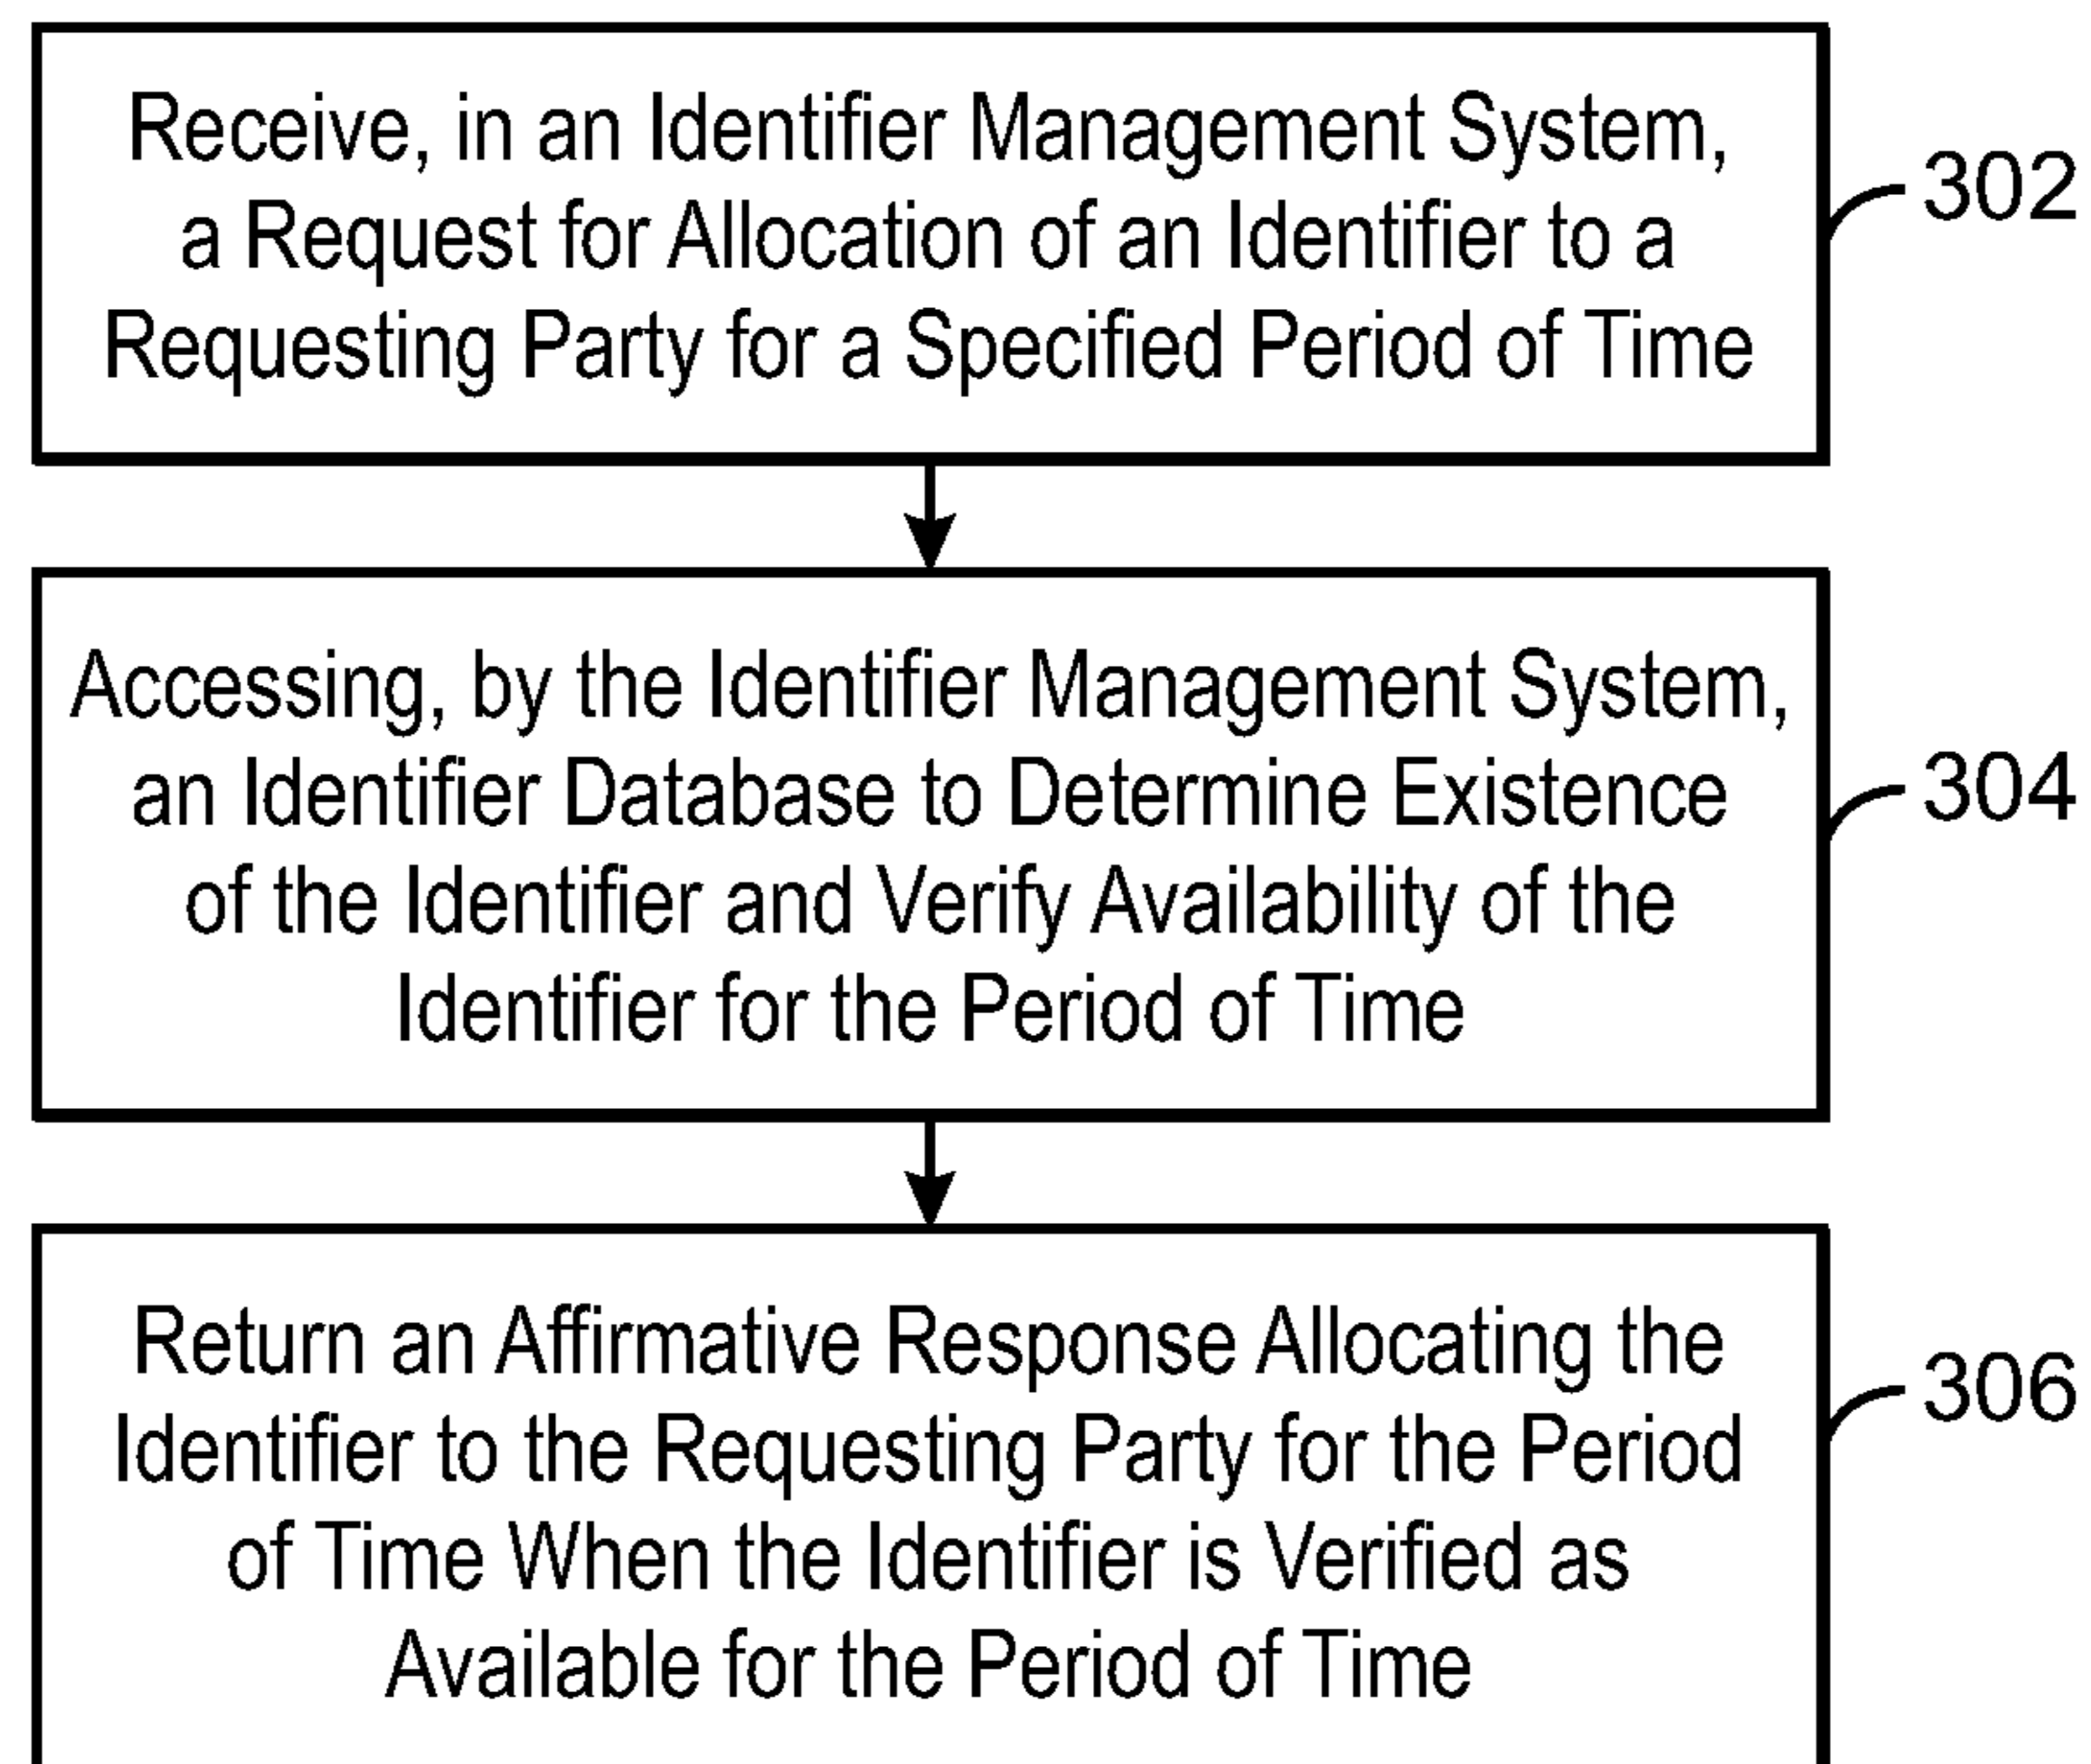 Receive, in an Identifier Management System,
a Request for Allocation of an Identifier to a
Requesting Party for a Specified Period of Time
302
Accessing, by the Identifier Management System,
an Identifier Database to Determine Existence
of the Identifier and Verify Availability of the
Identifier for the Period of Time
304
Return an Affirmative Response Allocating the
Identifier to the Requesting Party for the Period
of Time When the Identifier is Verified as
Available for the Period of Time
306